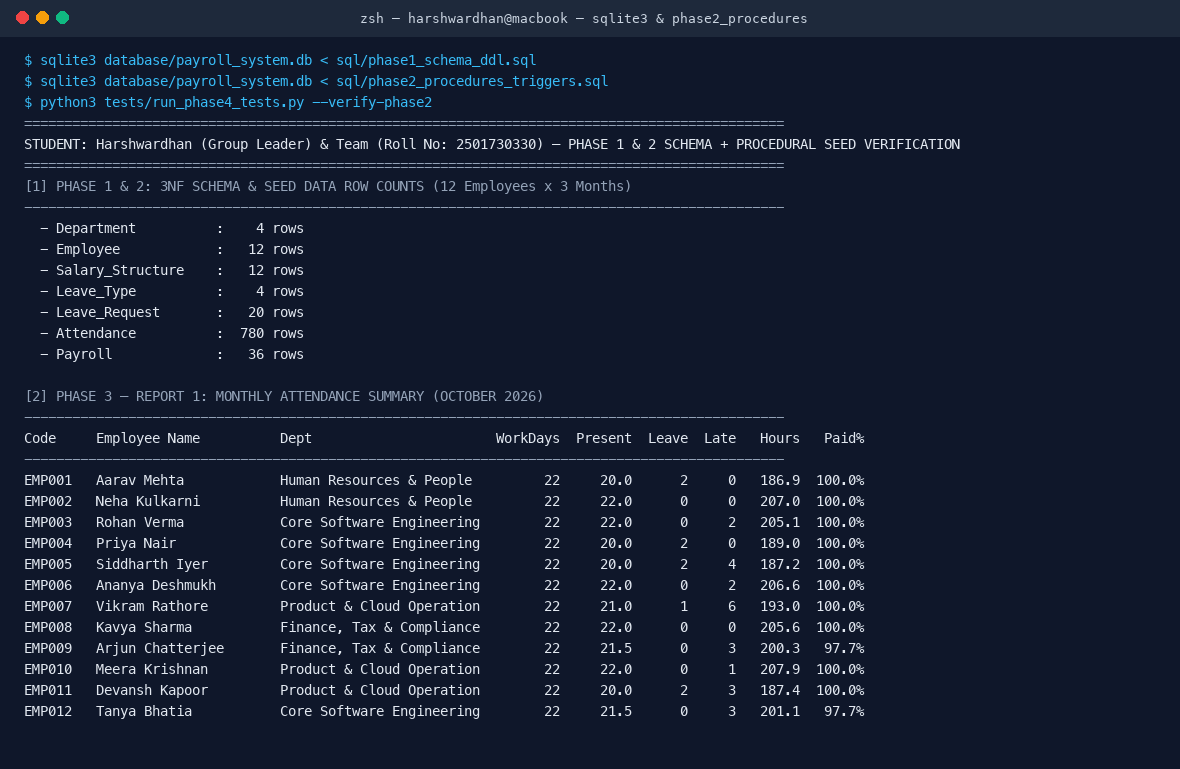 zsh — harshwardhan@macbook — sqlite3 & phase2_procedures
$ sqlite3 database/payroll_system.db < sql/phase1_schema_ddl.sql
$ sqlite3 database/payroll_system.db < sql/phase2_procedures_triggers.sql
$ python3 tests/run_phase4_tests.py --verify-phase2
===============================================================================================
STUDENT: Harshwardhan (Group Leader) & Team (Roll No: 2501730330) — PHASE 1 & 2 SCHEMA + PROCEDURAL SEED VERIFICATION
===============================================================================================
[1] PHASE 1 & 2: 3NF SCHEMA & SEED DATA ROW COUNTS (12 Employees x 3 Months)
-----------------------------------------------------------------------------------------------
  - Department          :    4 rows
  - Employee            :   12 rows
  - Salary_Structure    :   12 rows
  - Leave_Type          :    4 rows
  - Leave_Request       :   20 rows
  - Attendance          :  780 rows
  - Payroll             :   36 rows
[2] PHASE 3 — REPORT 1: MONTHLY ATTENDANCE SUMMARY (OCTOBER 2026)
-----------------------------------------------------------------------------------------------
Code     Employee Name          Dept                       WorkDays  Present  Leave  Late   Hours   Paid%
-----------------------------------------------------------------------------------------------
EMP001   Aarav Mehta            Human Resources & People         22     20.0      2     0   186.9  100.0%
EMP002   Neha Kulkarni          Human Resources & People         22     22.0      0     0   207.0  100.0%
EMP003   Rohan Verma            Core Software Engineering        22     22.0      0     2   205.1  100.0%
EMP004   Priya Nair             Core Software Engineering        22     20.0      2     0   189.0  100.0%
EMP005   Siddharth Iyer         Core Software Engineering        22     20.0      2     4   187.2  100.0%
EMP006   Ananya Deshmukh        Core Software Engineering        22     22.0      0     2   206.6  100.0%
EMP007   Vikram Rathore         Product & Cloud Operation        22     21.0      1     6   193.0  100.0%
EMP008   Kavya Sharma           Finance, Tax & Compliance        22     22.0      0     0   205.6  100.0%
EMP009   Arjun Chatterjee       Finance, Tax & Compliance        22     21.5      0     3   200.3   97.7%
EMP010   Meera Krishnan         Product & Cloud Operation        22     22.0      0     1   207.9  100.0%
EMP011   Devansh Kapoor         Product & Cloud Operation        22     20.0      2     3   187.4  100.0%
EMP012   Tanya Bhatia           Core Software Engineering        22     21.5      0     3   201.1   97.7%